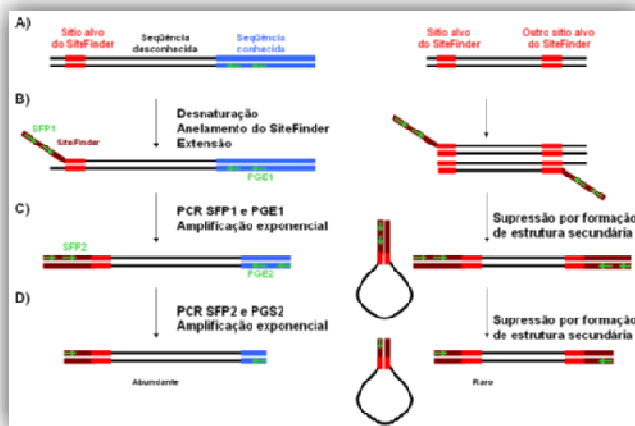 A)
Sítio alvo
do SiteFinder
Seqüência
desconhecida
Seqüência
conhecida
Sítio alvo
do SiteFinder
Outro sítio alvo
do SiteFinder
B)
SFP1
SiteFinder
Desnaturação
Anelamento do SiteFinder
Extensão
PGE1
C)
PCR SFP1 e PGE1
Amplificação exponencial
Supressão por formação
de estrutura secundária
SFP2
PGE2
D)
PCR SFP2 e PGS2
Amplificação exponencial
Supressão por formação
de estrutura secundária
Abundante
Raro